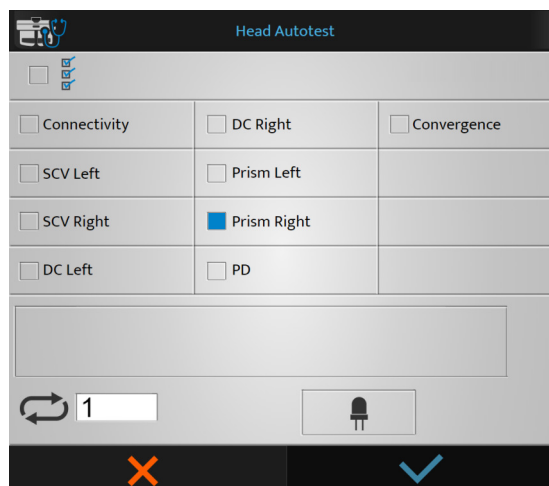 Head Autotest
Connectivity
DC Right
Convergence
SCV Left
Prism Left
SCV Right
Prism Right
DC Left
PD
1